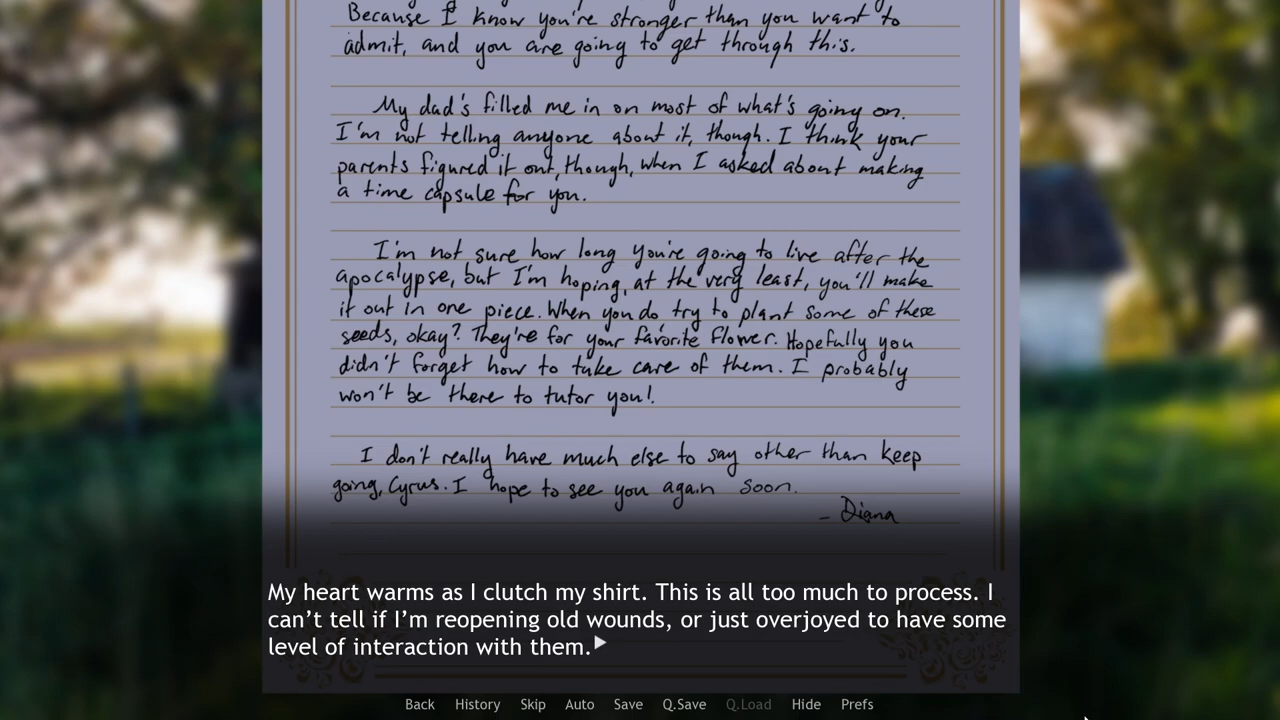 Because I know you're stronger than you want to
admit, and you are going to get through this.
My dad's filled me in on most of what's going on.
I'm not telling anyone about it, though. I think your
parents figured it out, though, when I asked about making
a time capsule for you.
I'm not sure how long you're going to live after the
apocalypse, but I'm hoping, at the very least, you'll make
it out in one piece. When you do try to plant some of these
seeds, okay? They're for your favorite flower. Hopefully you
didn't forget how to take care of them. I probably
won't be there to tutor you!
I don't really have much else to say other than keep
going, Cyrus. I hope to see you again soon.
- Diana
My heart warms as I clutch my shirt. This is all too much to process. I
can't tell if I'm reopening old wounds, or just overjoyed to have some
level of interaction with them.
Back History Skip Auto Save Q.Save Q.Load Hide Prefs